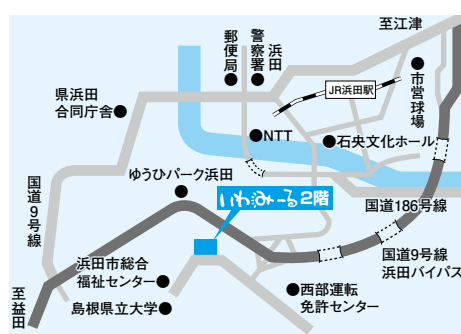 至江津
郵便局
警察署
浜田
市営球場
JR浜田駅
県浜田
合同庁舎
NTT
石央文化ホール
ゆうひパーク浜田
いわみーる2階
国道9号線
国道186号線
浜田市総合
福祉センター
国道9号線
浜田バイパス
至益田
島根県立大学
西部運転
免許センター